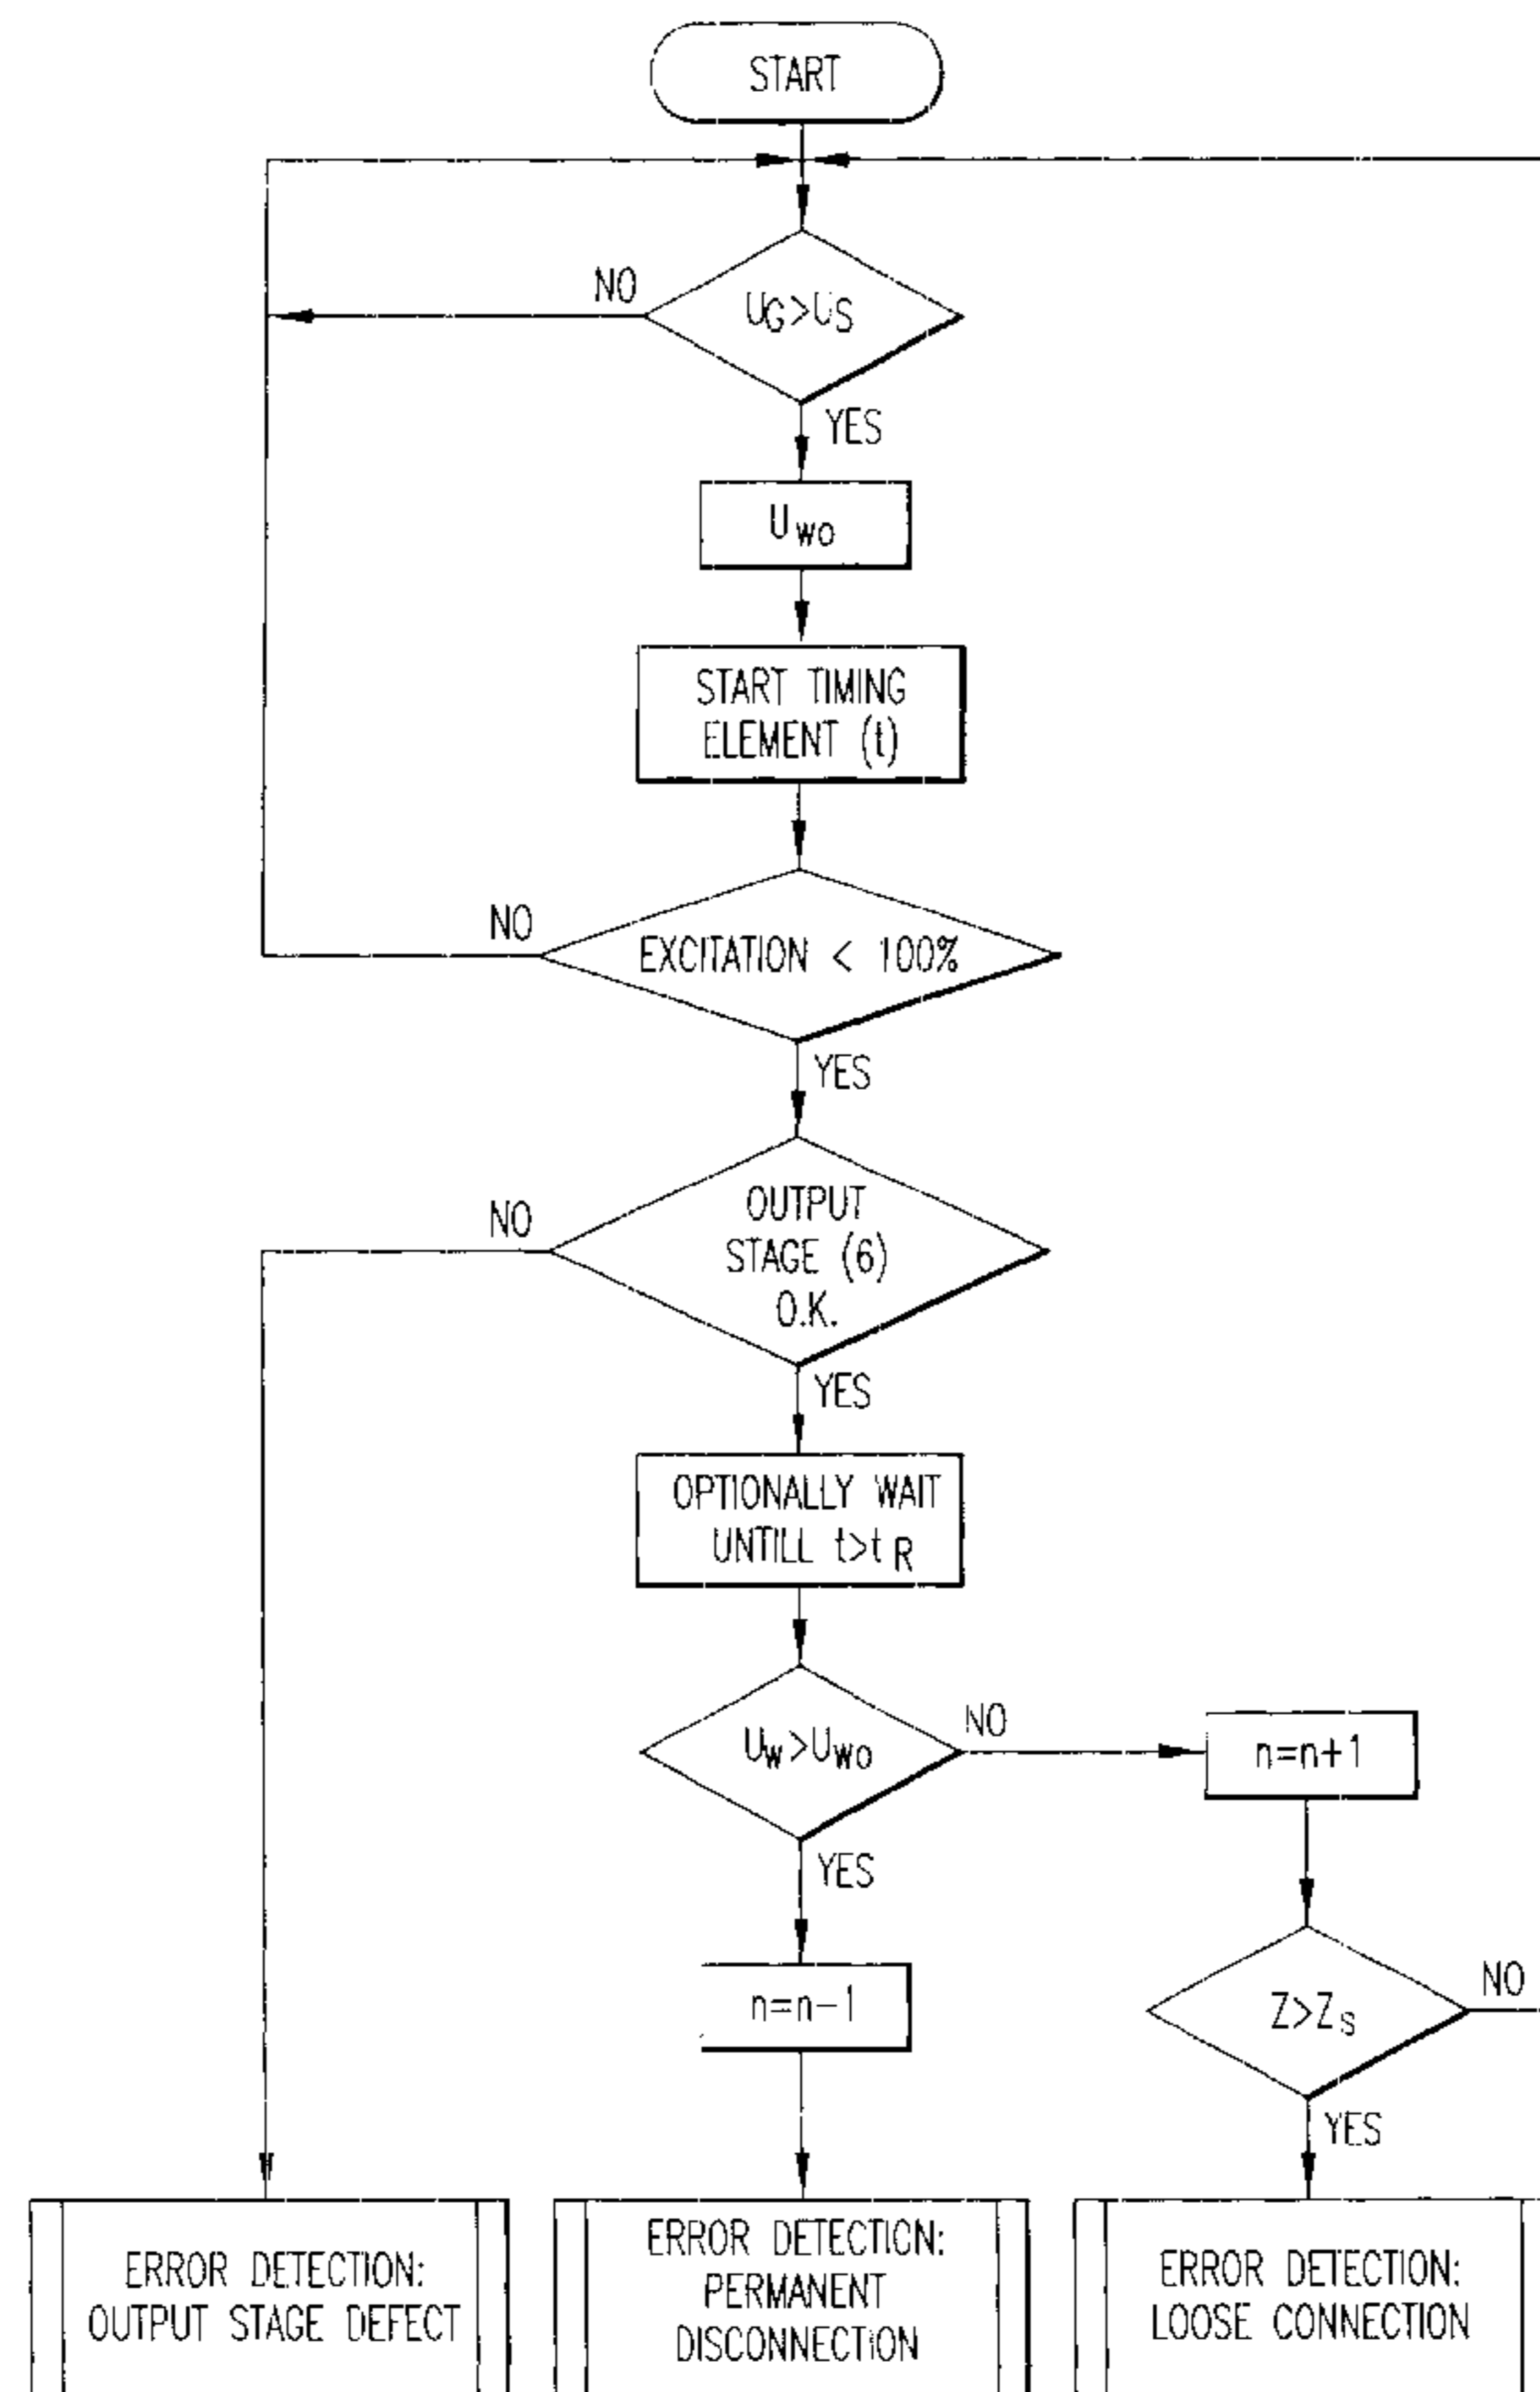 START
NO
UG>US
YES
Uwo
START TIMING
ELEMENT (t)
NO
EXCITATION < 100%
YES
NO
OUTPUT
STAGE (6)
O.K.
YES
OPTIONALLY WAIT
UNTILL t>tR
UW>UWO
NO
n=n+1
YES
n=n-1
Z>ZS
NO
YES
ERROR DETECTION:
OUTPUT STAGE DEFECT
ERROR DETECTION:
PERMANENT
DISCONNECTION
ERROR DETECTION:
LOOSE CONNECTION